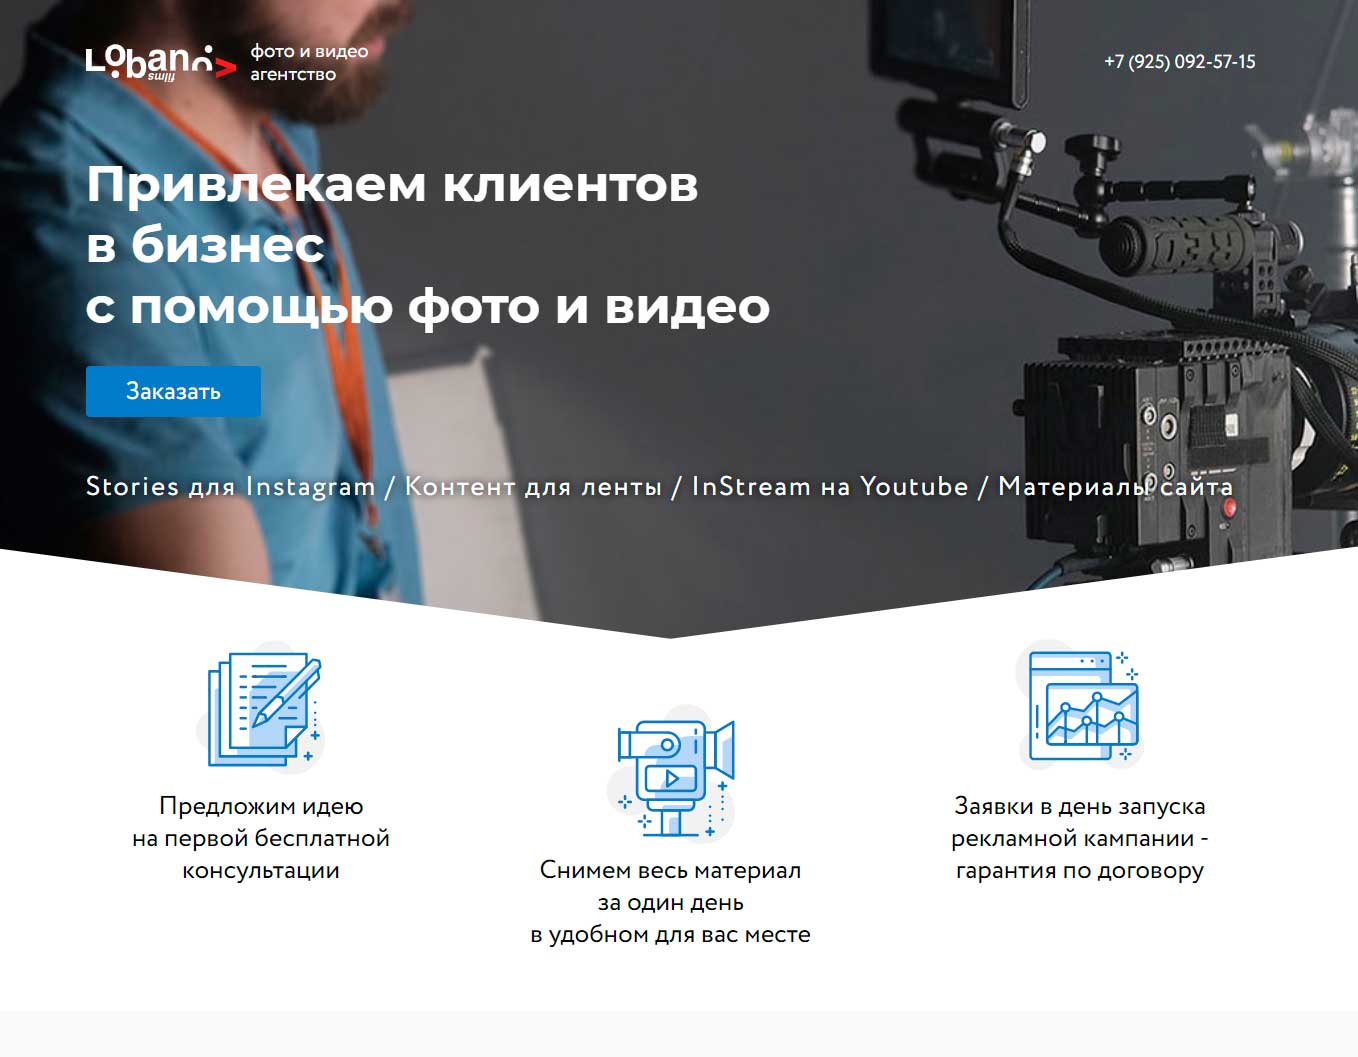 Lobanov
films
фото и видео
агентство
+7 (925) 092-57-15
Привлекаем клиентов
в бизнес
с помощью фото и видео
Заказать
Stories для Instagram / Контент для ленты / InStream на Youtube / Материалы сайта
RED
Предложим идею
на первой бесплатной
консультации
Снимем весь материал
за один день
в удобном для вас месте
Заявки в день запуска
рекламной кампании -
гарантия по договору